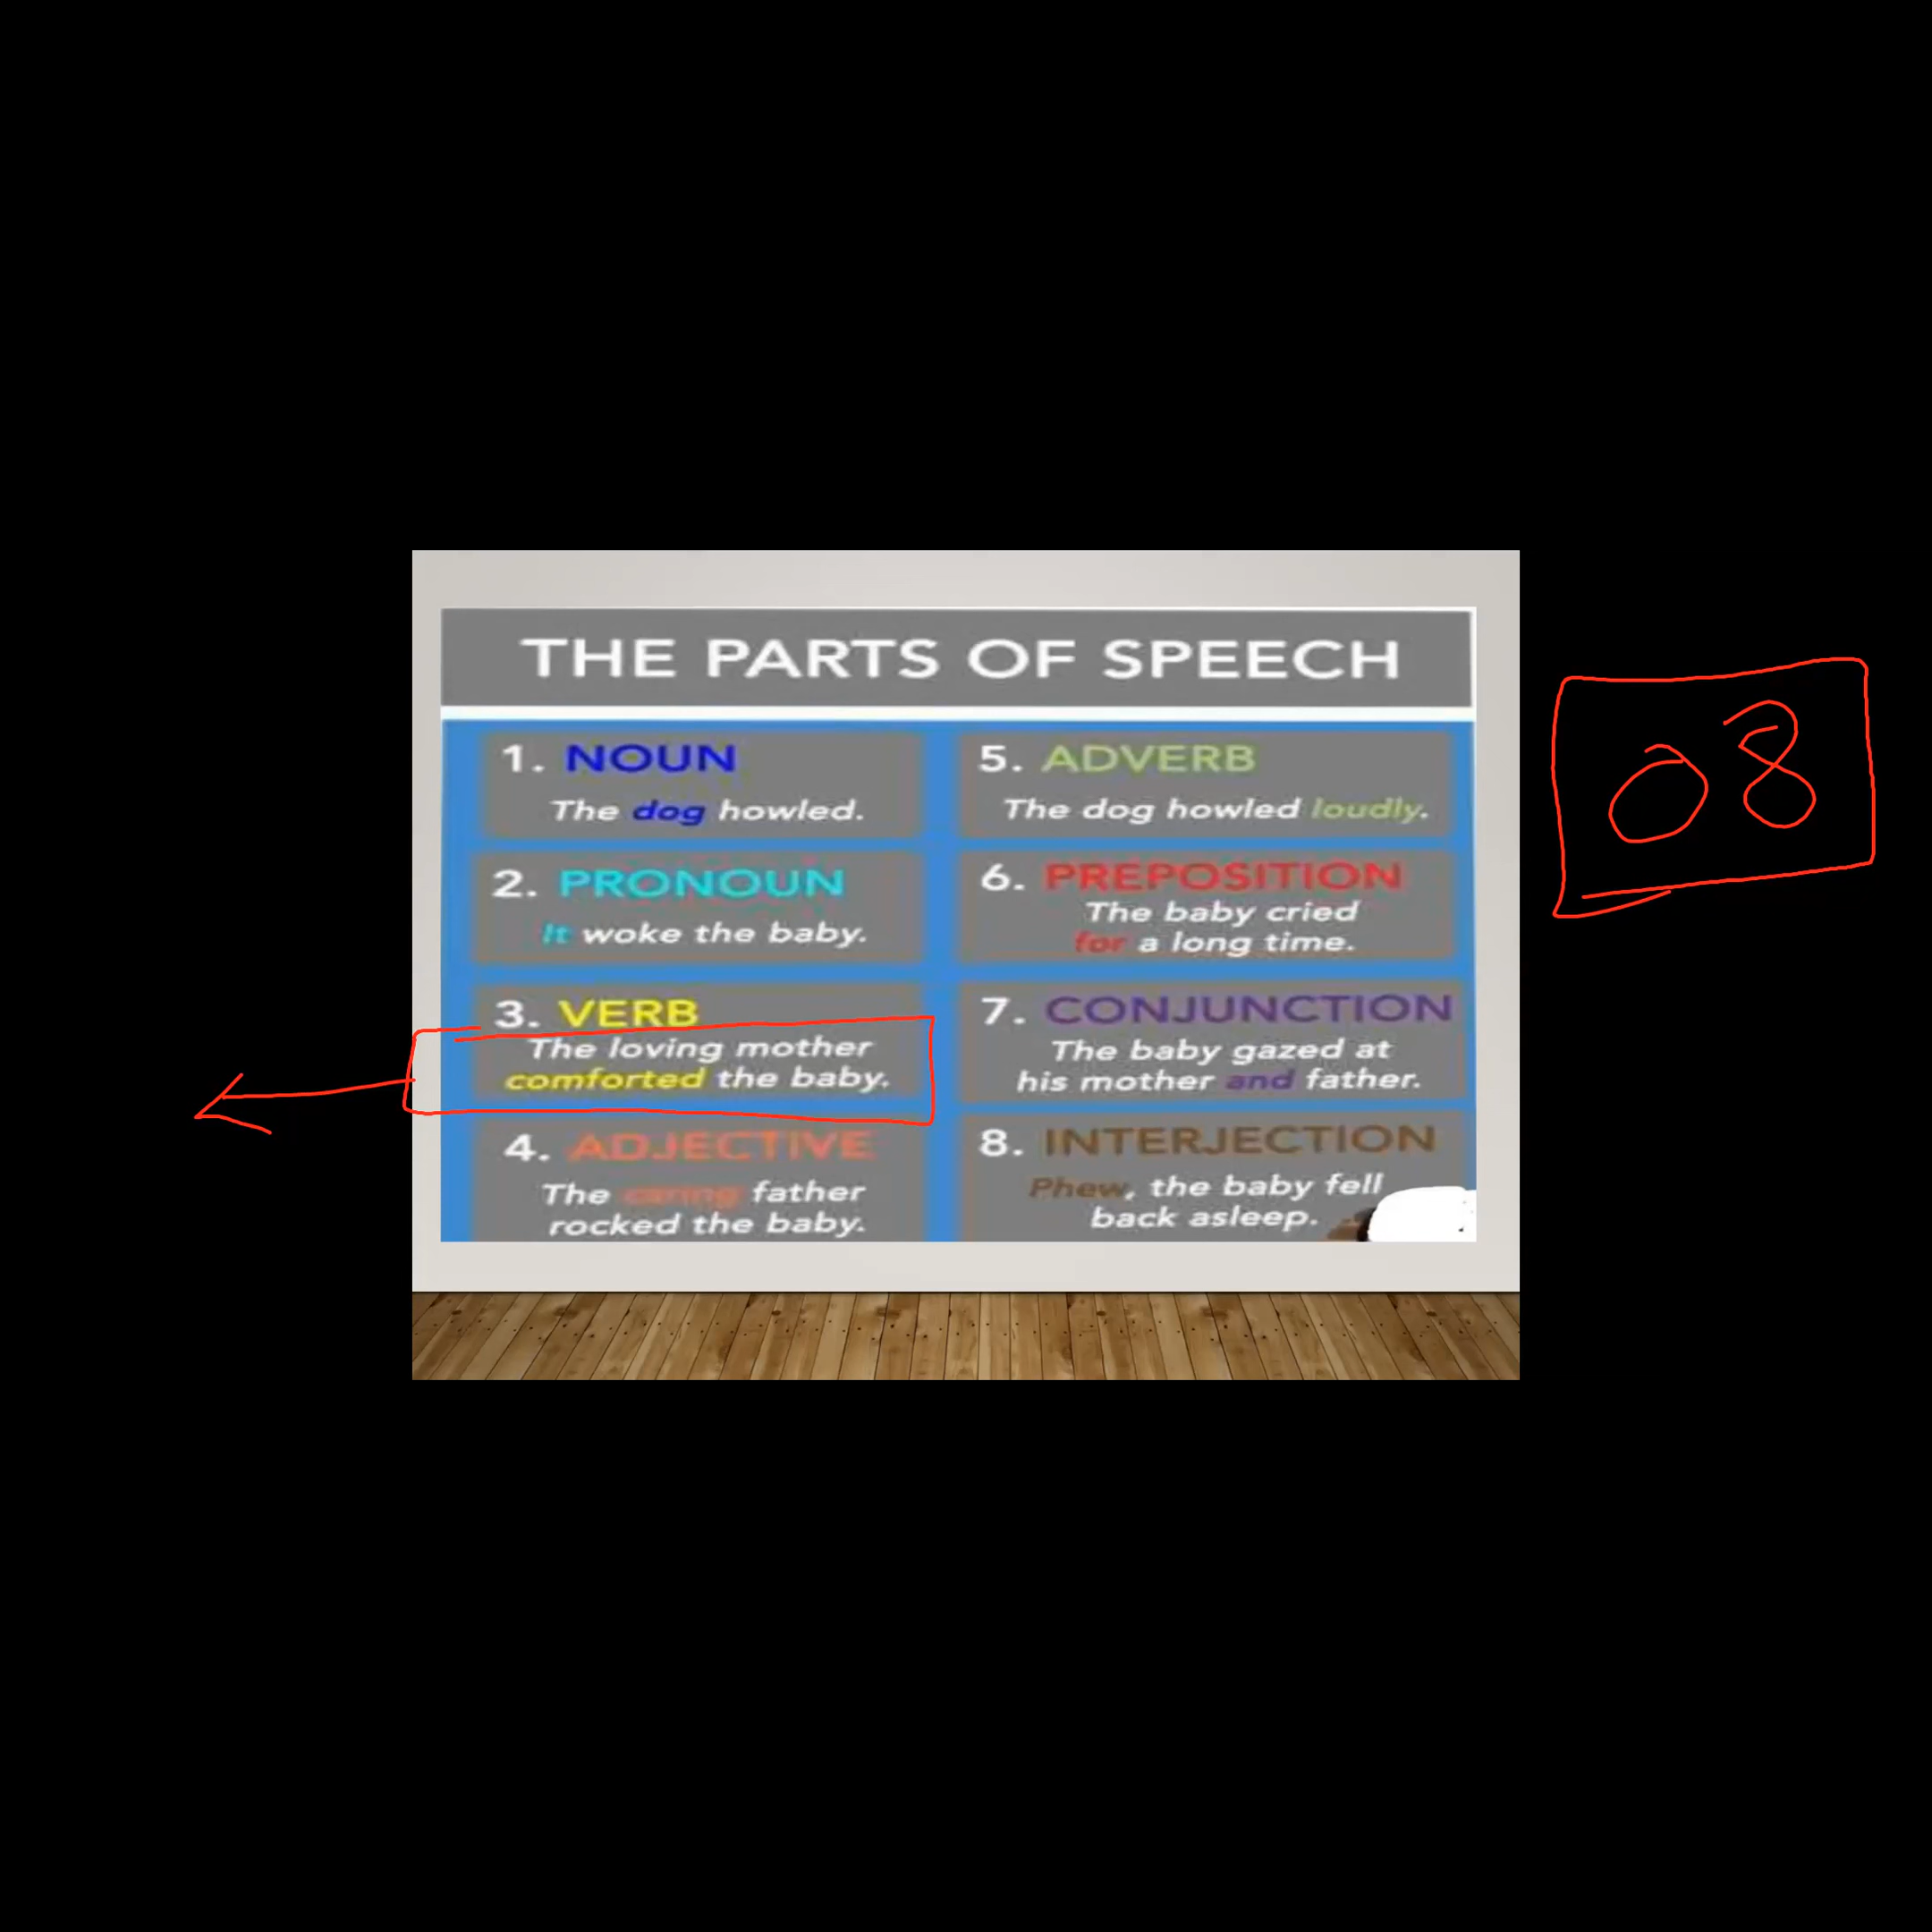 THE PARTS OF SPEECH
1. NOUN
The dog howled.
2. PRONOUN
It woke the baby.
3. VERB
The loving mother
comforted the baby.
4. ADJECTIVE
The caring father
rocked the baby.
5. ADVERB
The dog howled loudly.
6. PREPOSITION
The baby cried
for a long time.
7. CONJUNCTION
The baby gazed at
his mother and father.
8. INTERJECTION
Phew, the baby fell
back asleep.
08